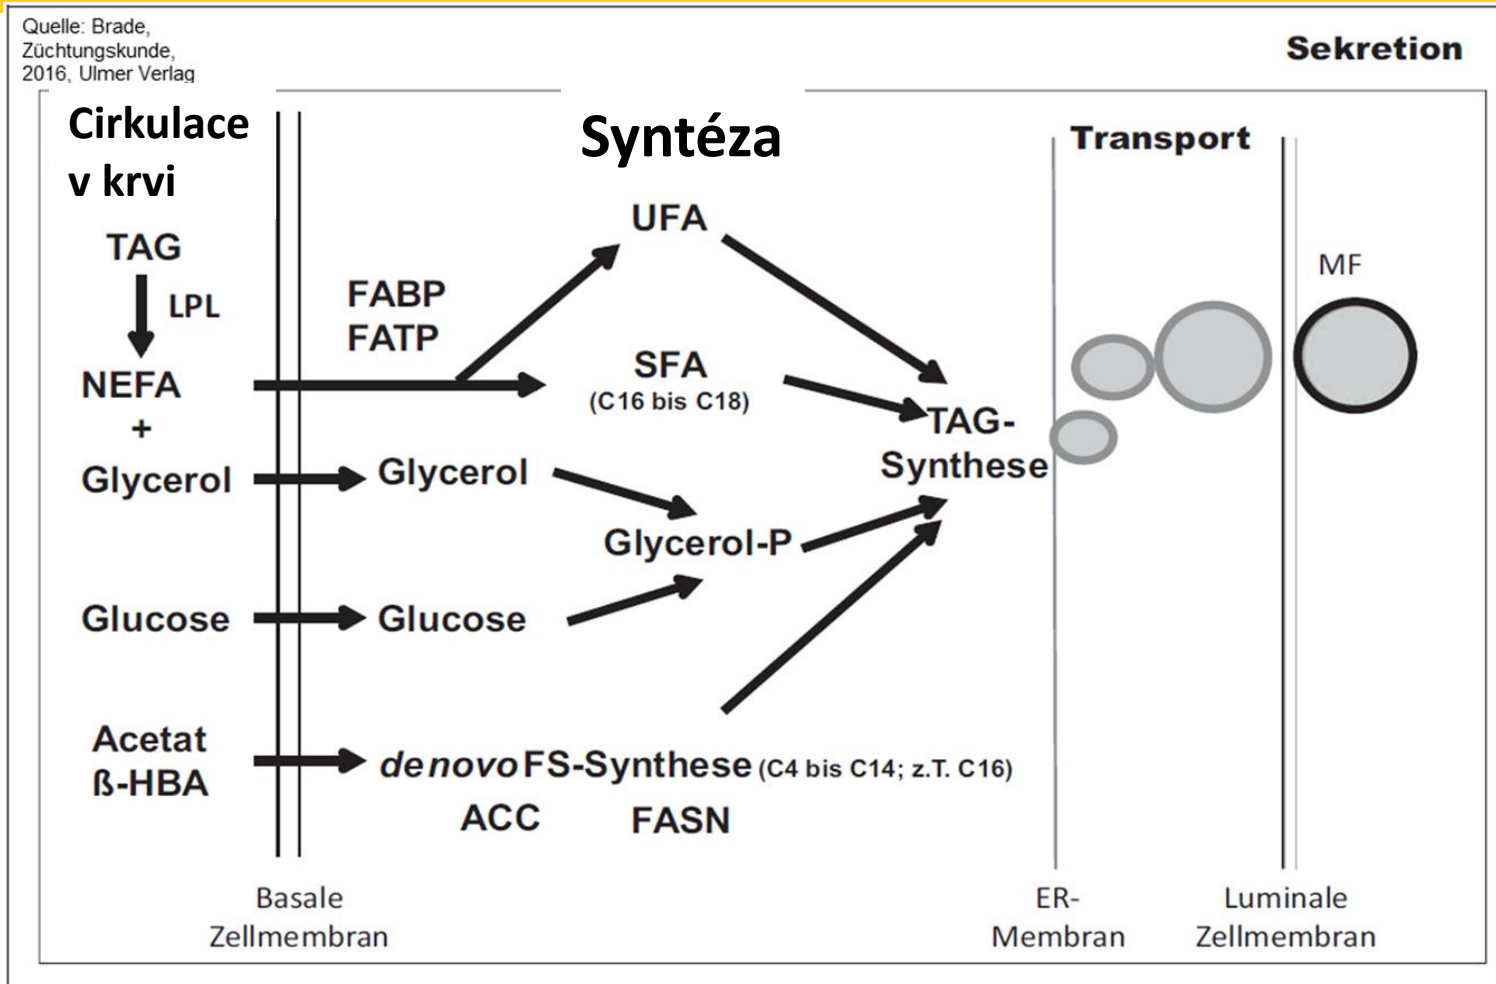 Quelle: Brade,
Züchtungskunde,
2016, Ulmer Verlag
Sekretion
Cirkulace
v krvi
Syntéza
Transport
TAG
LPL
NEFA
+
Glycerol
Glucose
Acetat
ß-HBA
FABP
FATP
UFA
SFA
(C16 bis C18)
Glycerol
Glycerol-P
Glucose
de novo FS-Synthese (C4 bis C14; z.T. C16)
ACC FASN
TAG-
Synthese
MF
Basale
Zellmembran
ER-
Membran
Luminale
Zellmembran